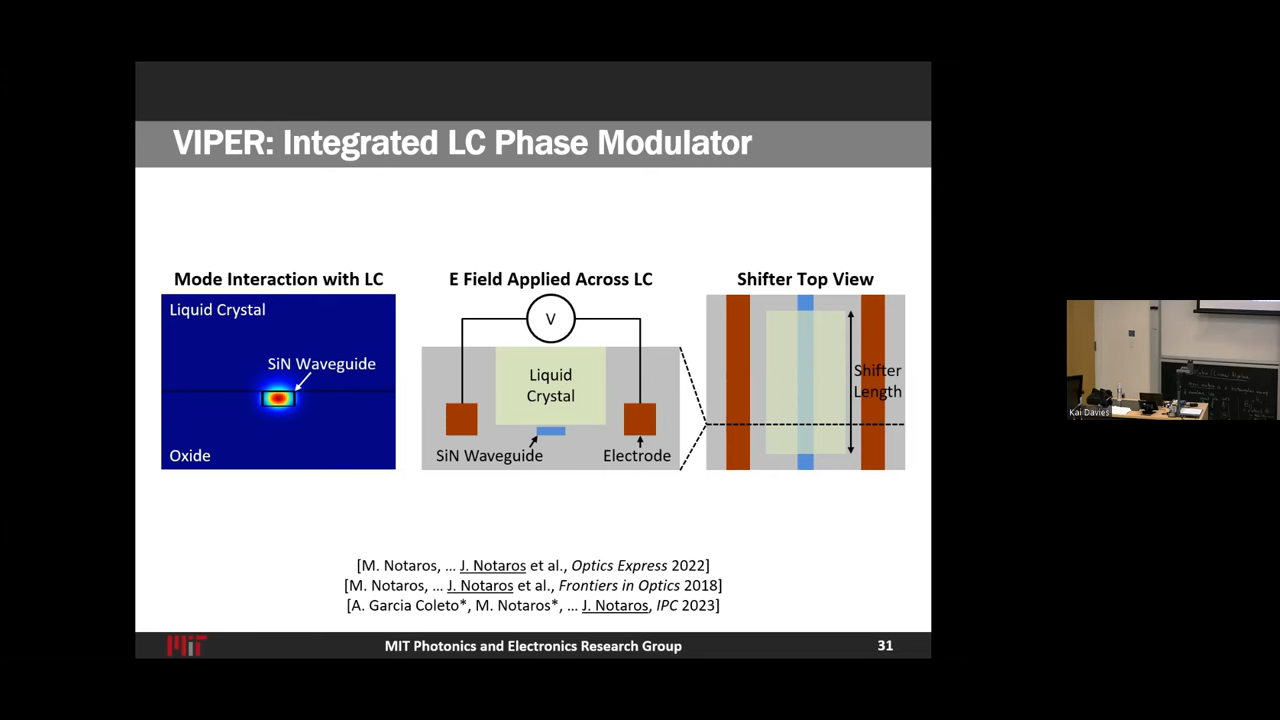 VIPER: Integrated LC Phase Modulator
Mode Interaction with LC
Liquid Crystal
SiN Waveguide
Oxide
E Field Applied Across LC
V
Liquid
Crystal
SiN Waveguide
Electrode
Shifter Top View
Shifter
Length
[M. Notaros, ... J. Notaros et al., Optics Express 2022]
[M. Notaros, ... J. Notaros et al., Frontiers in Optics 2018]
[A. Garcia Coleto*, M. Notaros*, ... J. Notaros, IPC 2023]
MIT
MIT Photonics and Electronics Research Group
31
Kai Davies